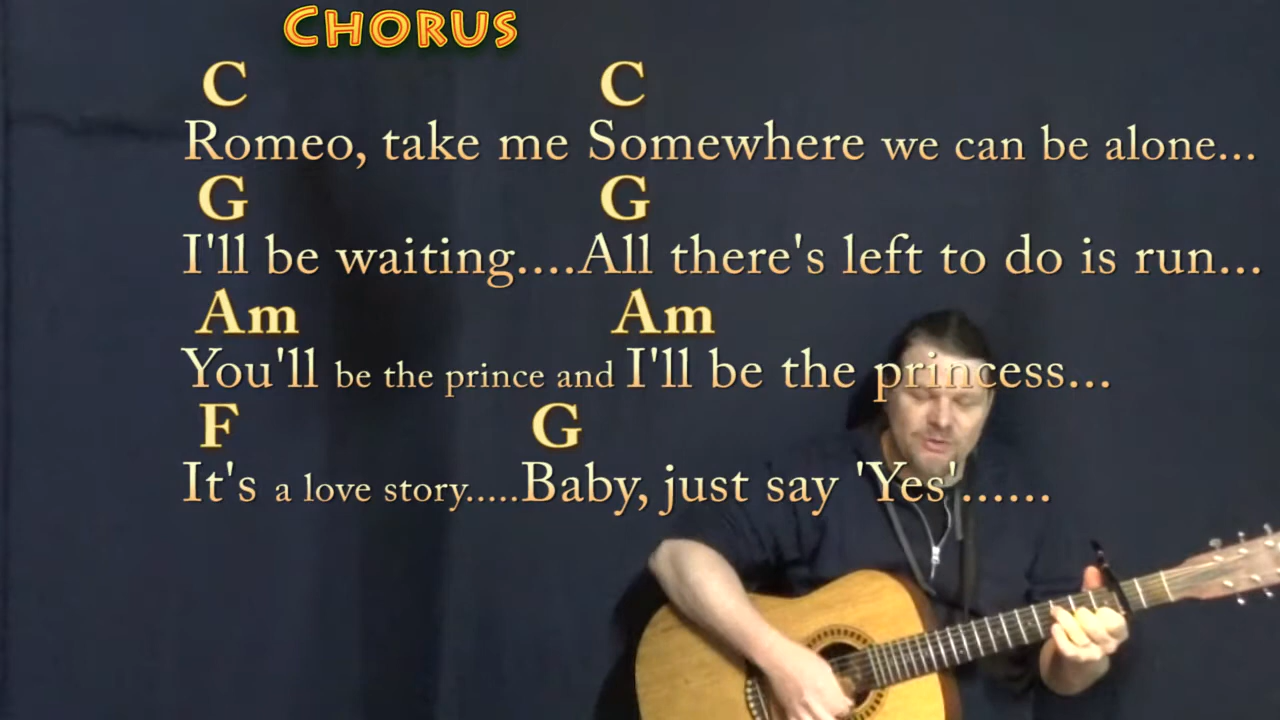 CHORUS
C C
Romeo, take me Somewhere we can be alone...
G G
I'll be waiting....All there's left to do is run...
Am Am
You'll be the prince and I'll be the princess...
F G
It's a love story.....Baby, just say 'Yes'......